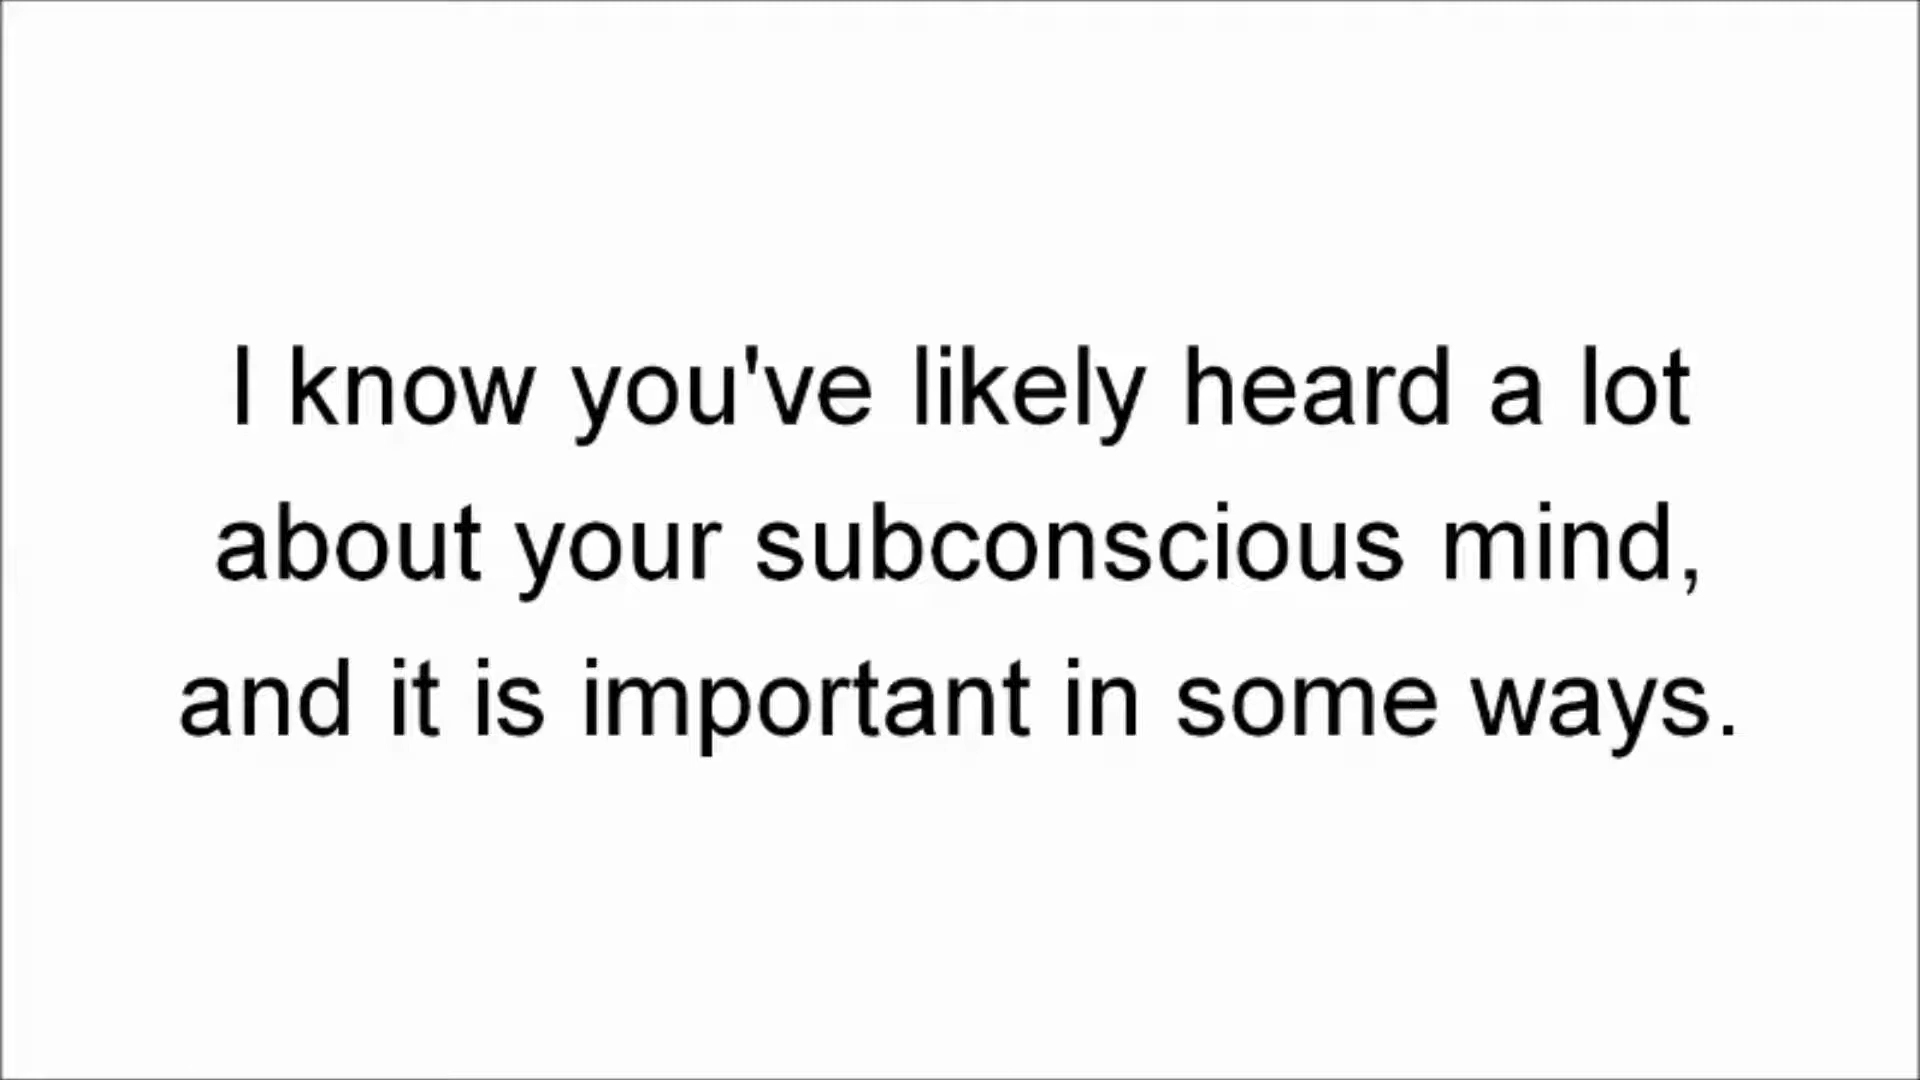 I know you've likely heard a lot
about your subconscious mind,
and it is important in some ways.